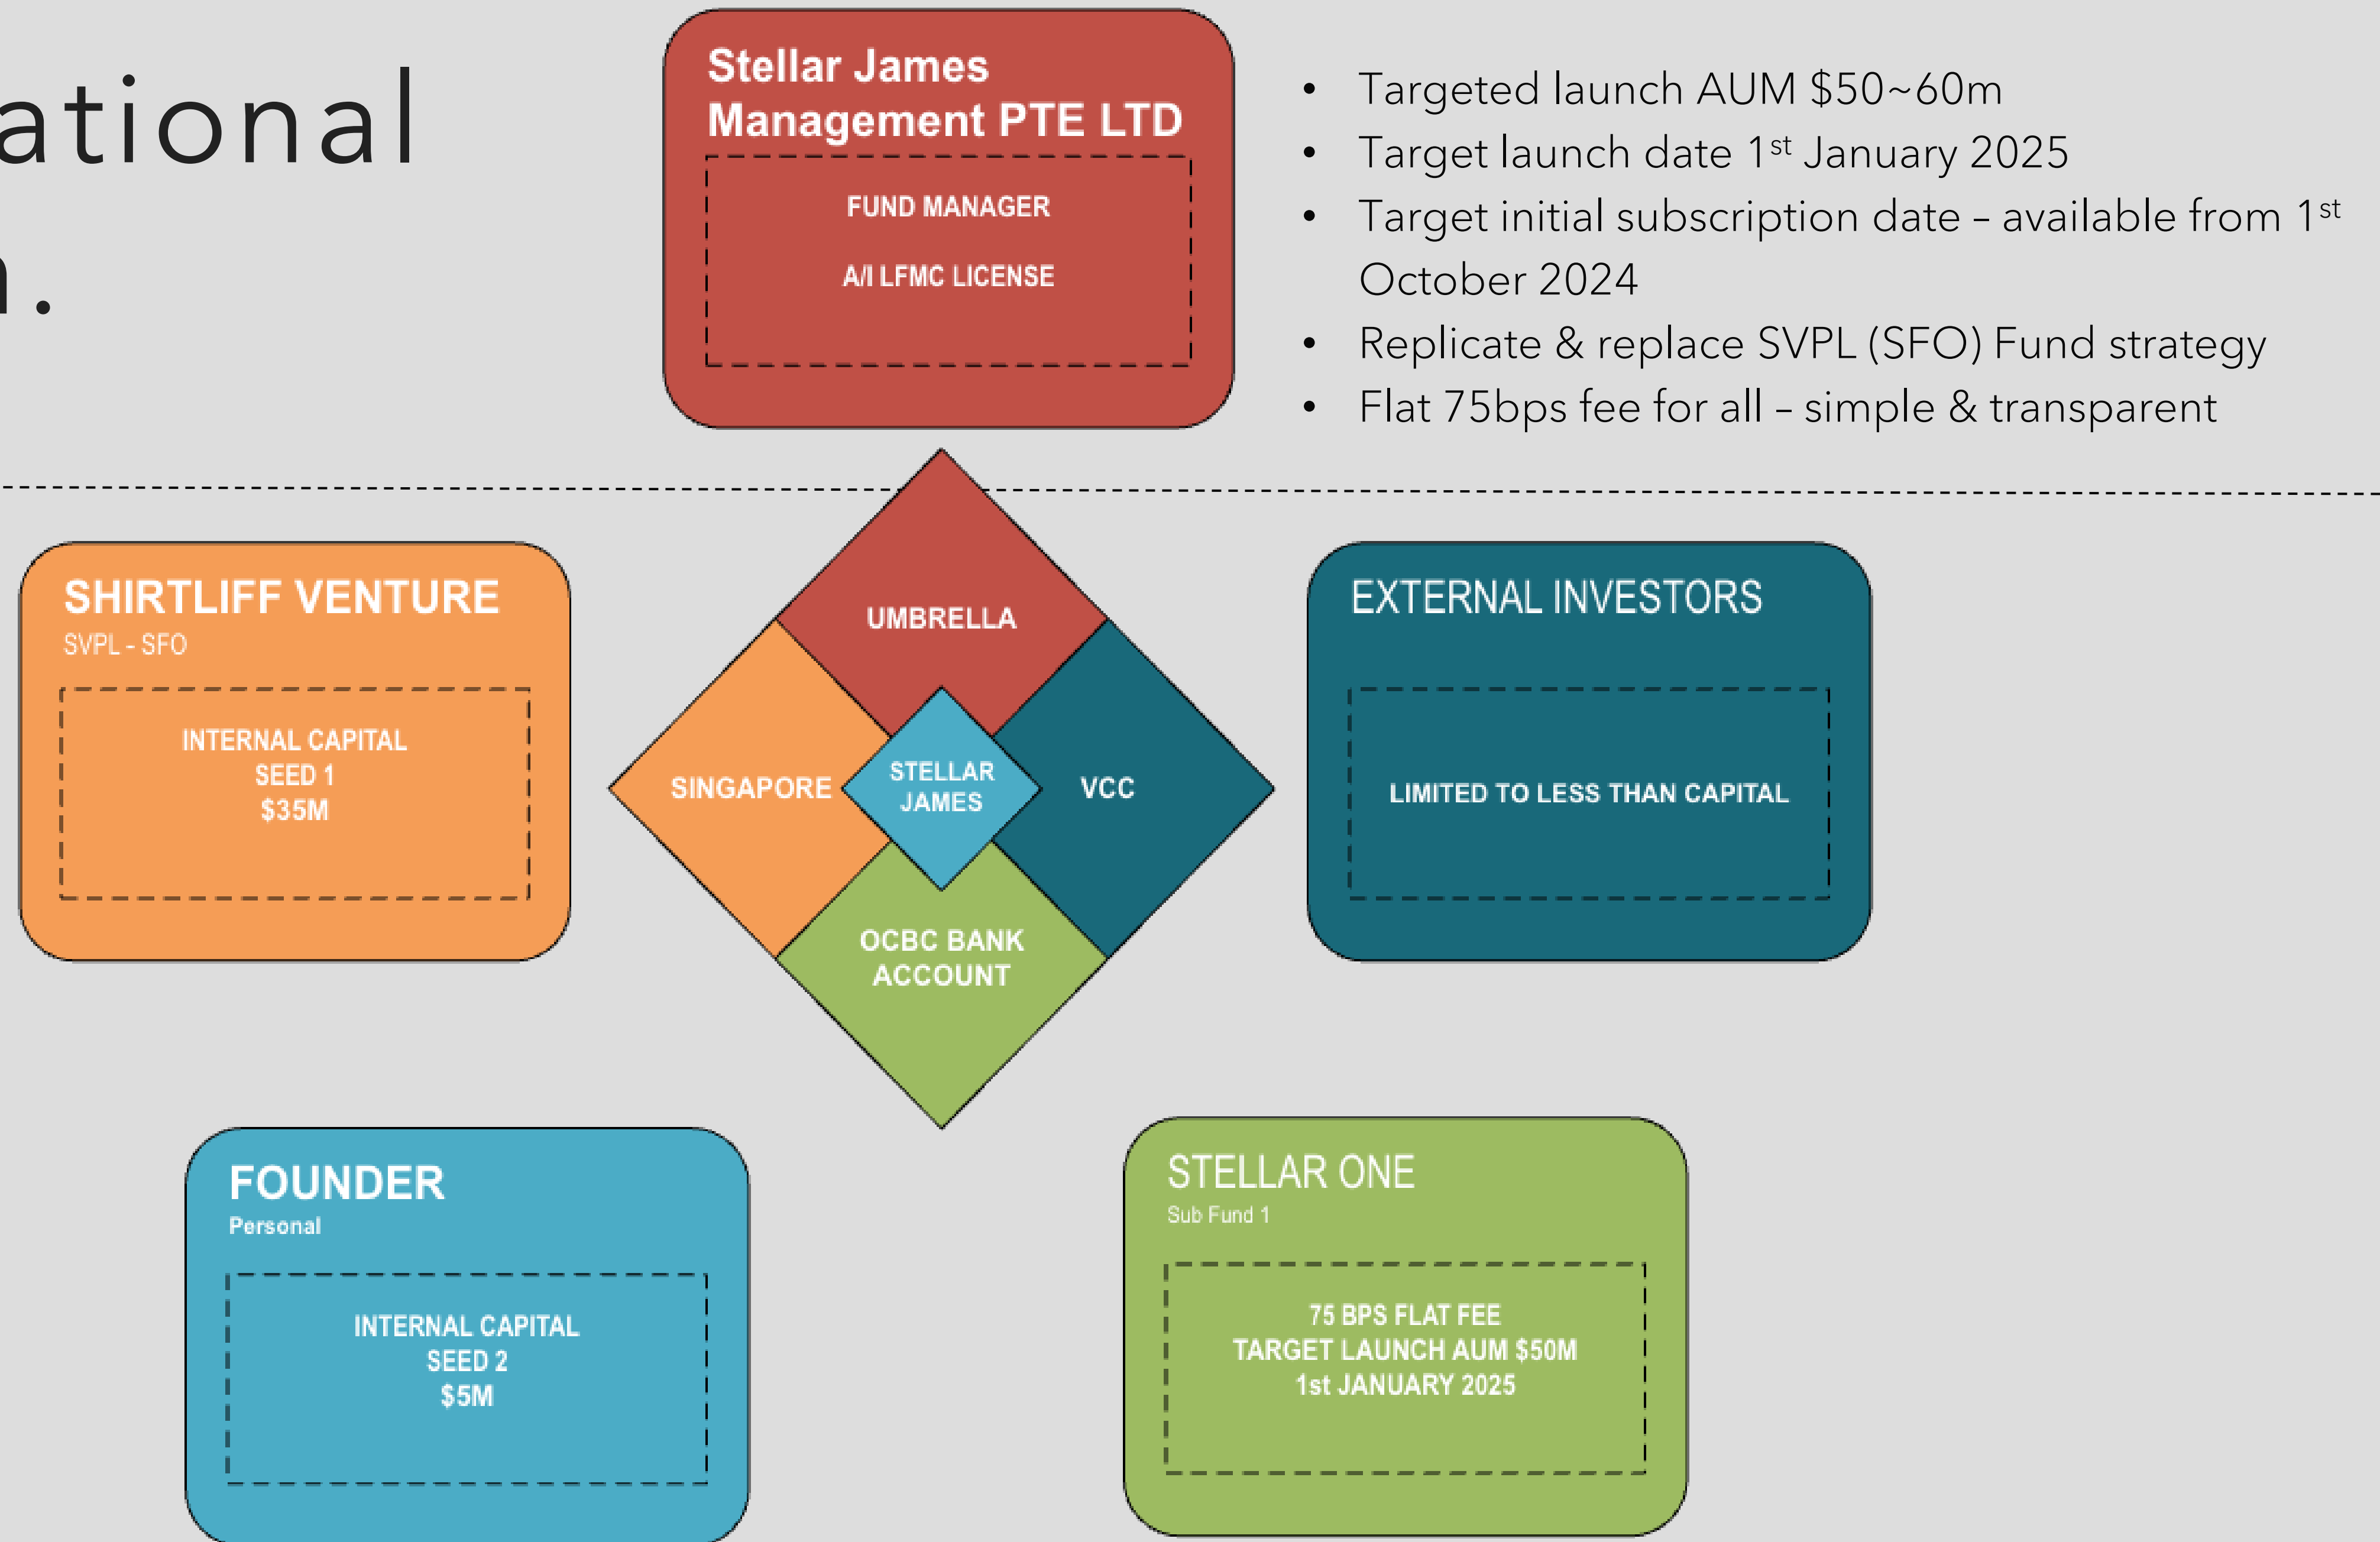 ational
n.
Stellar James
Management PTE LTD
FUND MANAGER
A/I LFMC LICENSE
• Targeted launch AUM $50~60m
• Target launch date 1st January 2025
• Target initial subscription date – available from 1st
October 2024
• Replicate & replace SVPL (SFO) Fund strategy
• Flat 75bps fee for all – simple & transparent
SHIRTLIFF VENTURE
SVPL – SFO
INTERNAL CAPITAL
SEED 1
$35M
UMBRELLA
SINGAPORE
STELLAR
JAMES
VCC
OCBC BANK
ACCOUNT
EXTERNAL INVESTORS
LIMITED TO LESS THAN CAPITAL
FOUNDER
Personal
INTERNAL CAPITAL
SEED 2
$5M
STELLAR ONE
Sub Fund 1
75 BPS FLAT FEE
TARGET LAUNCH AUM $50M
1st JANUARY 2025